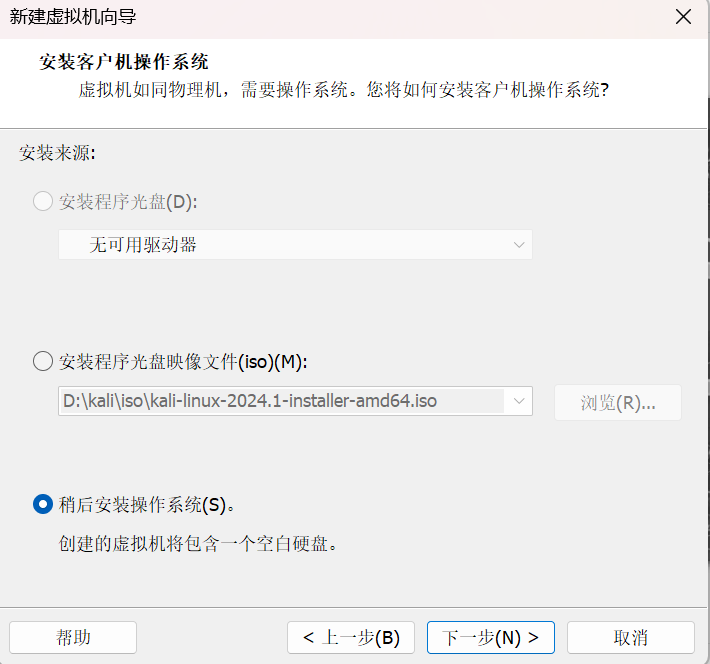 新建虚拟机向导
安装客户机操作系统
虚拟机如同物理机，需要操作系统。您将如何安装客户机操作系统?
安装来源:
安装程序光盘(D):
无可用驱动器
安装程序光盘映像文件(iso)(M):
D:\kali\iso\kali-linux-2024.1-installer-amd64.iso
浏览(R)...
稍后安装操作系统(S)。
创建的虚拟机将包含一个空白硬盘。
帮助
< 上一步(B)
下一步(N) >
取消